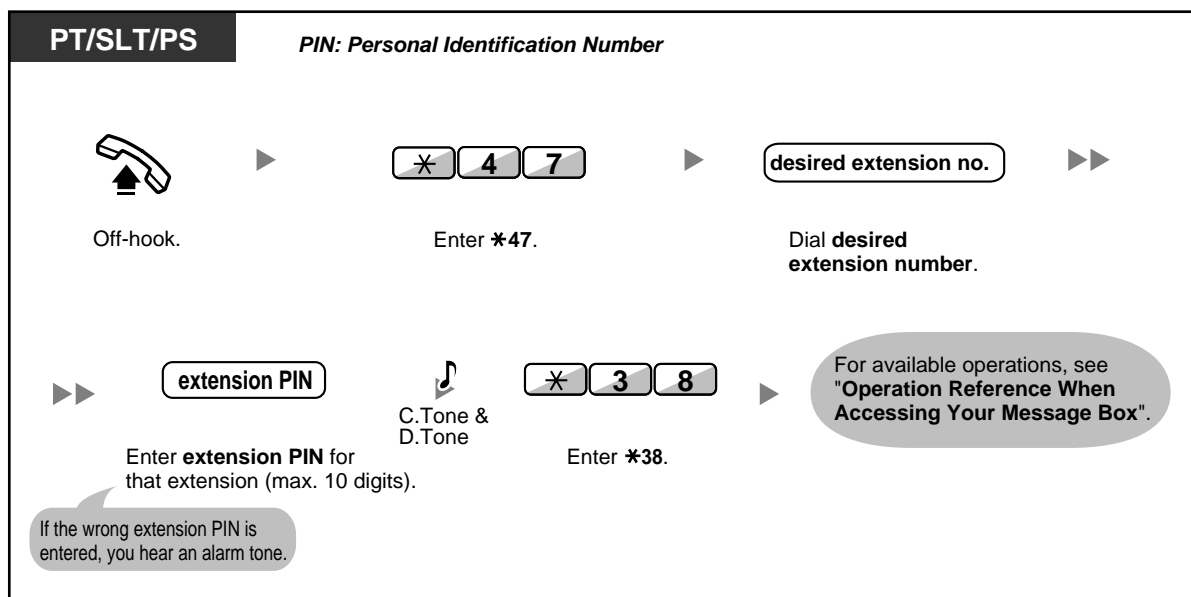 PT/SLT/PS
PIN: Personal Identification Number
✳ 4 7
desired extension no.
Off-hook.
Enter ✳47.
Dial desired
extension number.
extension PIN
C.Tone &
D.Tone
✳ 3 8
For available operations, see
"Operation Reference When
Accessing Your Message Box".
Enter extension PIN for
that extension (max. 10 digits).
Enter ✳38.
If the wrong extension PIN is
entered, you hear an alarm tone.